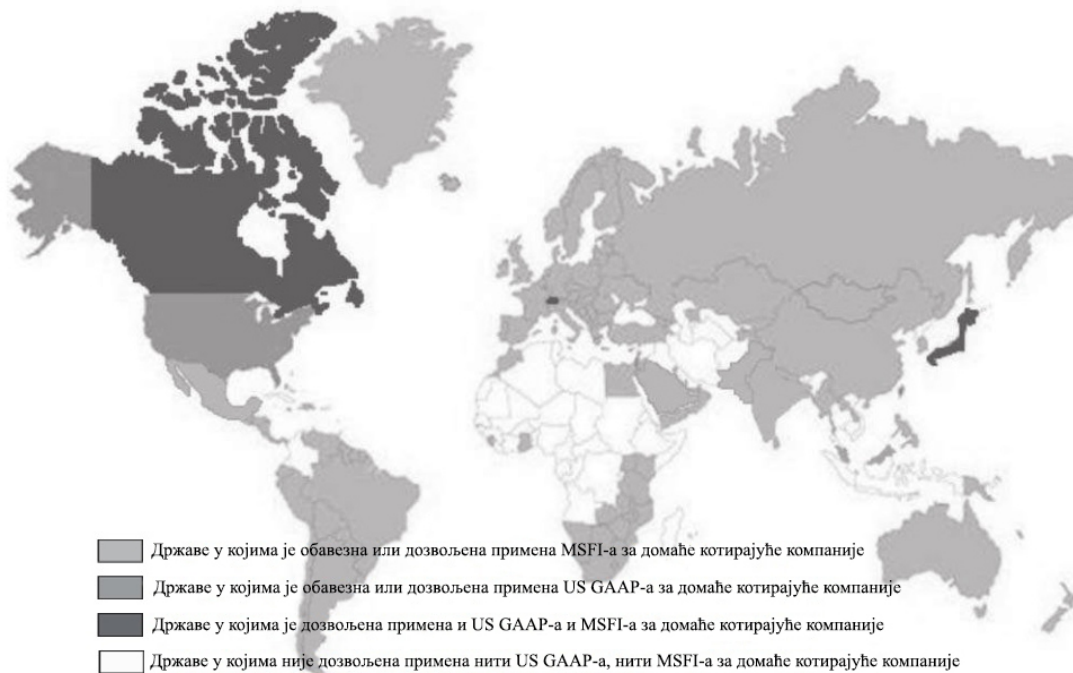 Државе у којима је обавезна или дозвољена примена MSFI-а за домаће котирајуће компаније
Државе у којима је обавезна или дозвољена примена US GAAP-а за домаће котирајуће компаније
Државе у којима је дозвољена примена и US GAAP-а и MSFI-а за домаће котирајуће компаније
Државе у којима није дозвољена примена нити US GAAP-а, нити MSFI-а за домаће котирајуће компаније